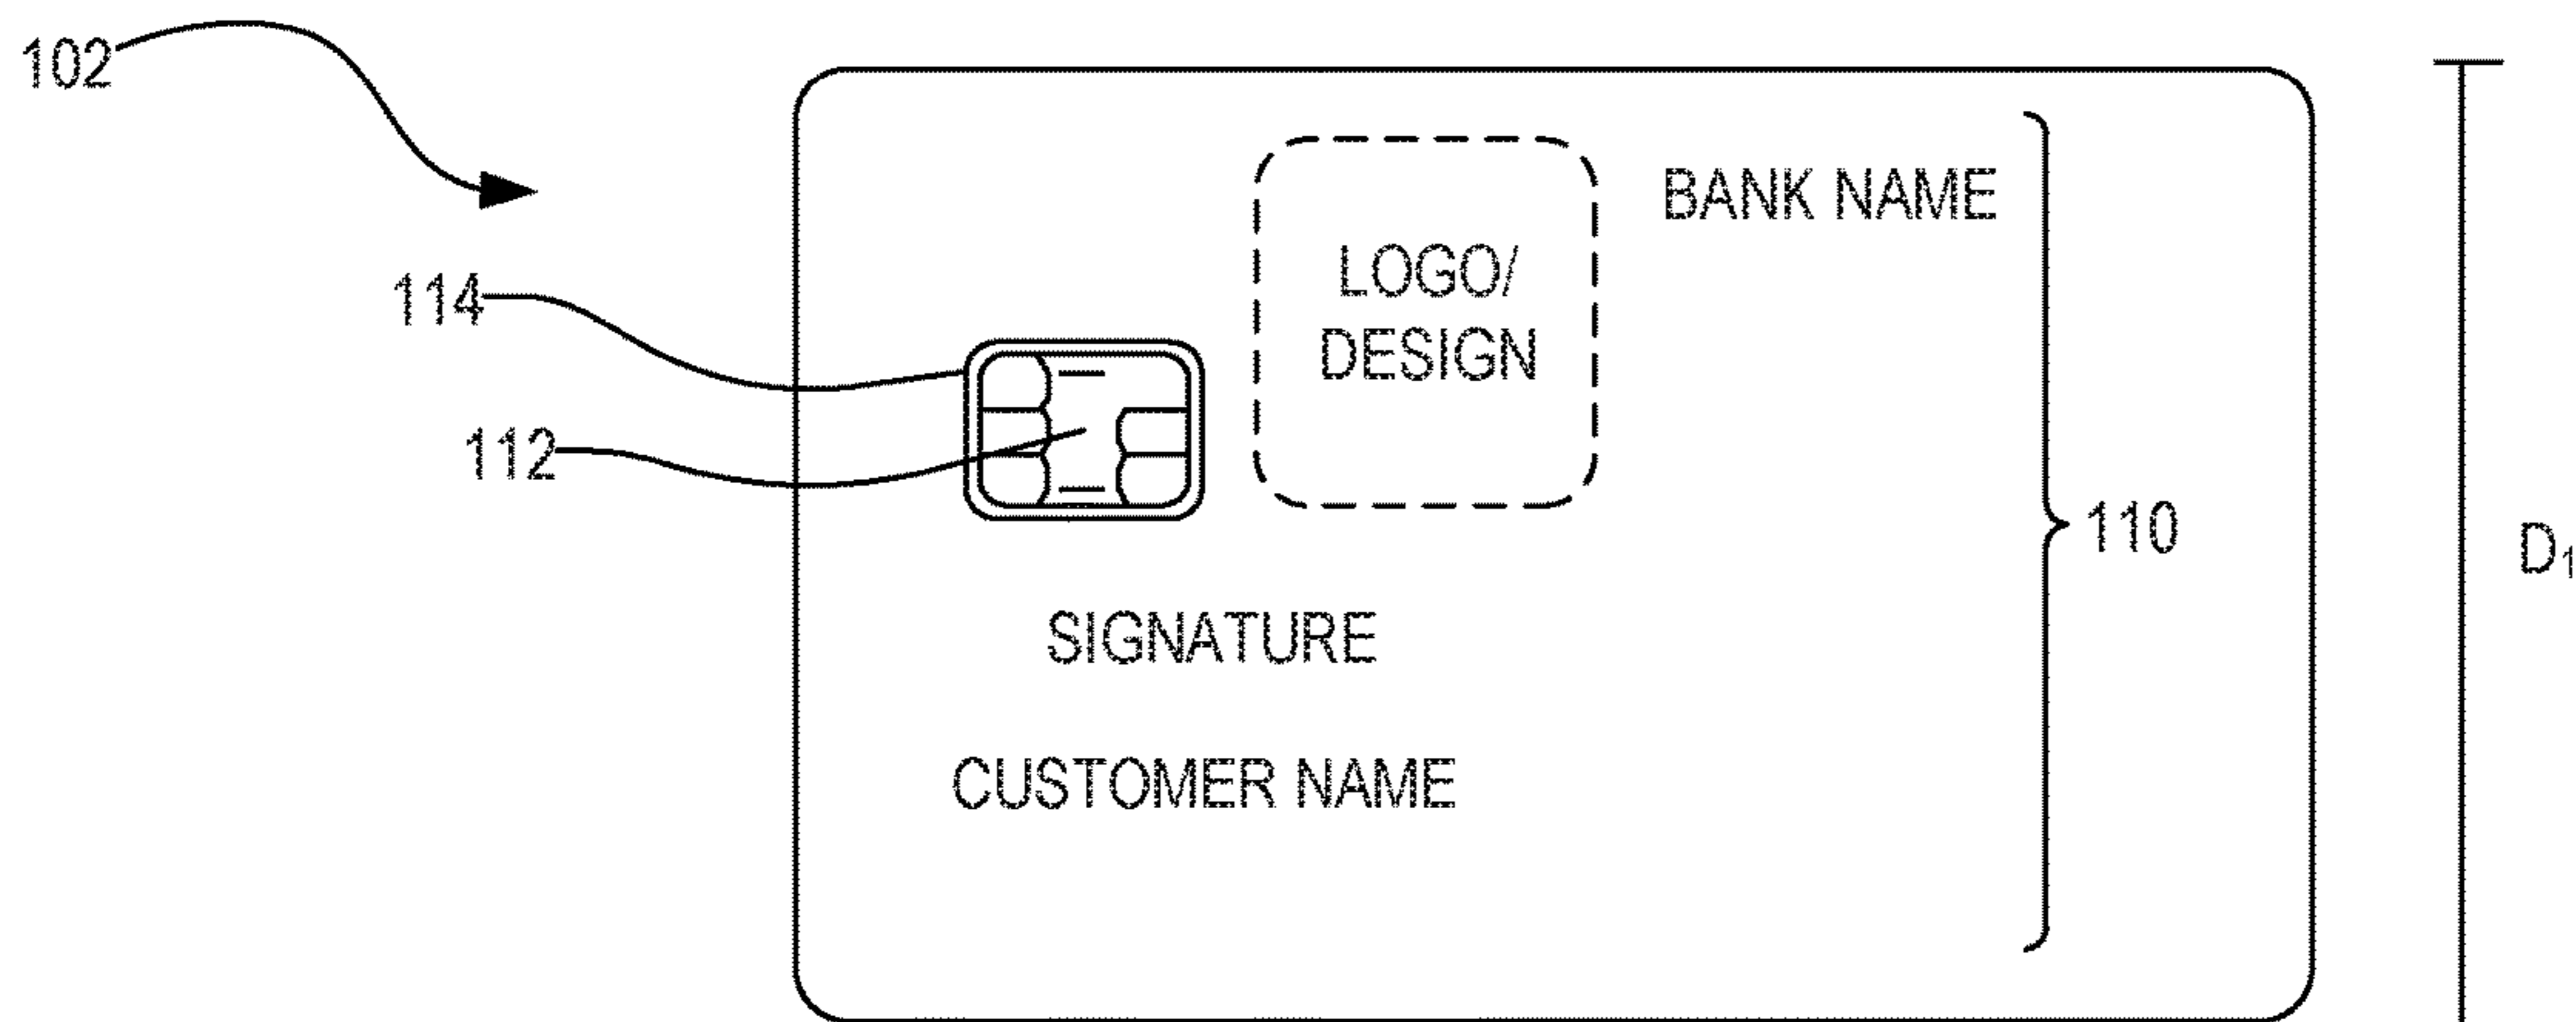 102
BANK NAME
LOGO/
DESIGN
114
112
110
D₁
SIGNATURE
CUSTOMER NAME